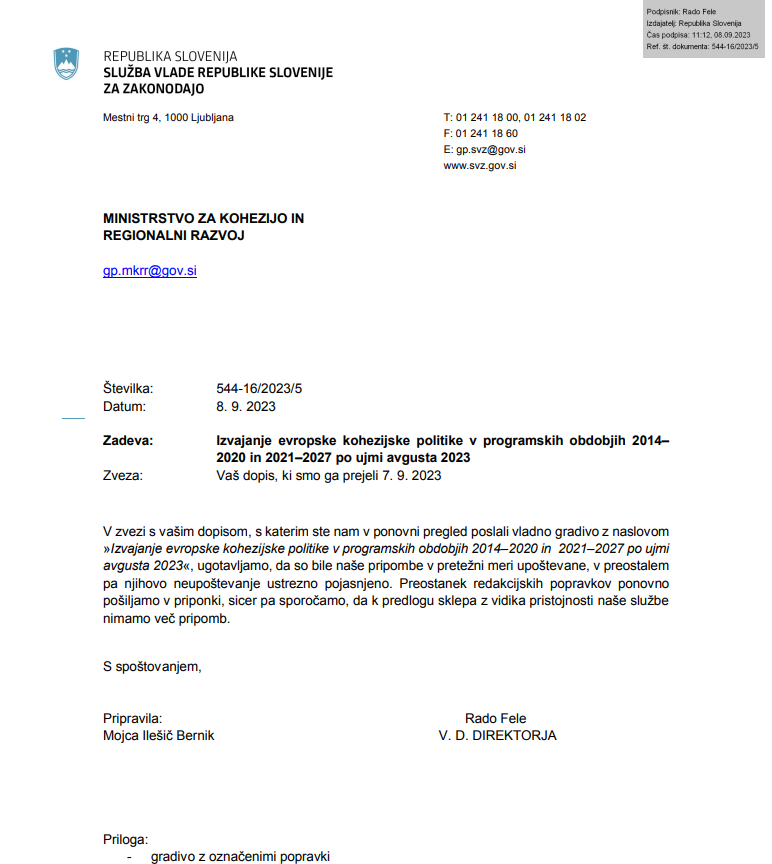 Podpisnik: Rado Fele
Izdajatelj: Republika Slovenija
Čas podpisa: 11:12, 08.09.2023
Ref. št. dokumenta: 544-16/2023/5
REPUBLIKA SLOVENIJA
SLUŽBA VLADE REPUBLIKE SLOVENIJE
ZA ZAKONODAJO
Mestni trg 4, 1000 Ljubljana
T: 01 241 18 00, 01 241 18 02
F: 01 241 18 60
E: gp.svz@gov.si
www.svz.gov.si
MINISTRSTVO ZA KOHEZIJO IN
REGIONALNI RAZVOJ
gp.mkrr@gov.si
Številka: 544-16/2023/5
Datum: 8. 9. 2023
Zadeva: Izvajanje evropske kohezijske politike v programskih obdobjih 2014–
2020 in 2021–2027 po ujmi avgusta 2023
Zveza: Vaš dopis, ki smo ga prejeli 7. 9. 2023
V zvezi s vašim dopisom, s katerim ste nam v ponovni pregled poslali vladno gradivo z naslovom
»Izvajanje evropske kohezijske politike v programskih obdobjih 2014–2020 in 2021–2027 po ujmi
avgusta 2023«, ugotavljamo, da so bile naše pripombe v pretežni meri upoštevane, v preostalem
pa njihovo neupoštevanje ustrezno pojasnjeno. Preostanek redakcijskih popravkov ponovno
pošiljamo v priponki, sicer pa sporočamo, da k predlogu sklepa z vidika pristojnosti naše službe
nimamo več pripomb.
S spoštovanjem,
Pripravila: Rado Fele
Mojca Ilešič Bernik V. D. DIREKTORJA
Priloga:
- gradivo z označenimi popravki